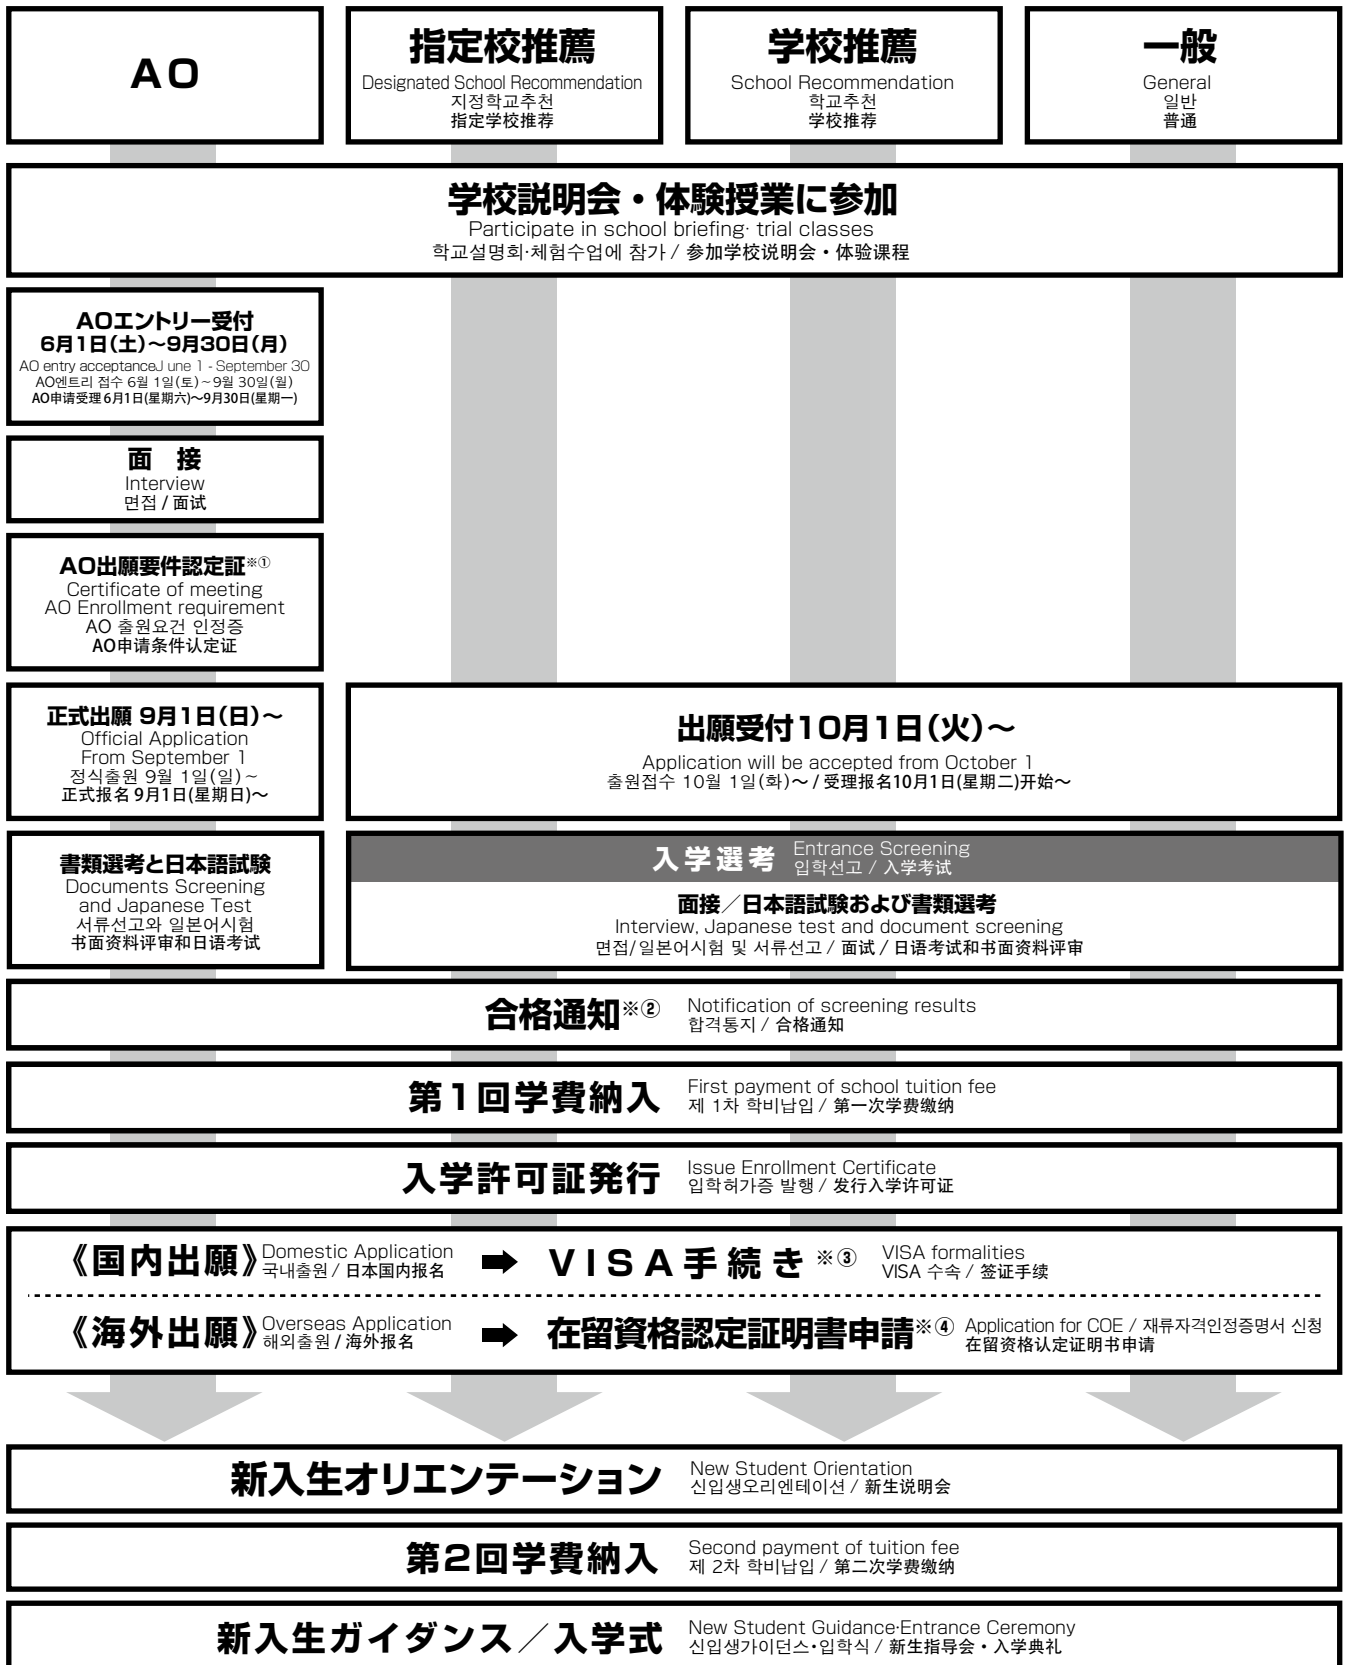 AO
指定校推薦
Designated School Recommendation
지정학교추천
指定学校推荐
学校推薦
School Recommendation
학교추천
学校推荐
一般
General
일반
普通
学校説明会・体験授業に参加
Participate in school briefing· trial classes
학교설명회·체험수업에 참가 / 参加学校说明会・体验课程
AOエントリー受付
6月1日(土)～9月30日(月)
AO entry acceptanceJ une 1 - September 30
AO엔트리 접수 6월 1일(토)~9월 30일(월)
AO申请受理6月1日(星期六)～9月30日(星期一)
面 接
Interview
면접 / 面试
AO出願要件認定証※①
Certificate of meeting
AO Enrollment requirement
AO 출원요건 인정증
AO申请条件认定证
正式出願 9月1日(日)～
Official Application
From September 1
정식출원 9월 1일(일)~
正式报名 9月1日(星期日)～
出願受付10月1日(火)～
Application will be accepted from October 1
출원접수 10월 1일(화)～ / 受理报名10月1日(星期二)开始～
書類選考と日本語試験
Documents Screening
and Japanese Test
서류선고와 일본어시험
书面资料评审和日语考试
入学選考 Entrance Screening
입학선고 / 入学考试
面接／日本語試験および書類選考
Interview, Japanese test and document screening
면접/일본어시험 및 서류선고 / 面试 / 日语考试和书面资料评审
合格通知※② Notification of screening results
합격통지 / 合格通知
第1回学費納入 First payment of school tuition fee
제 1차 학비납입 / 第一次学费缴纳
入学許可証発行 Issue Enrollment Certificate
입학허가증 발행 / 发行入学许可证
《国内出願》 Domestic Application ➡ VISA手続き※③ VISA formalities
국내출원 / 日本国内报名 VISA 수속 / 签证手续
《海外出願》 Overseas Application ➡ 在留資格認定証明書申請※④ Application for COE / 재류자격인정증명서 신청
해외출원 / 海外报名 在留资格认定证明书申请
新入生オリエンテーション New Student Orientation
신입생오리엔테이션 / 新生说明会
第2回学費納入 Second payment of tuition fee
제 2차 학비납입 / 第二次学费缴纳
新入生ガイダンス／入学式 New Student Guidance·Entrance Ceremony
신입생가이던스·입학식 / 新生指导会・入学典礼